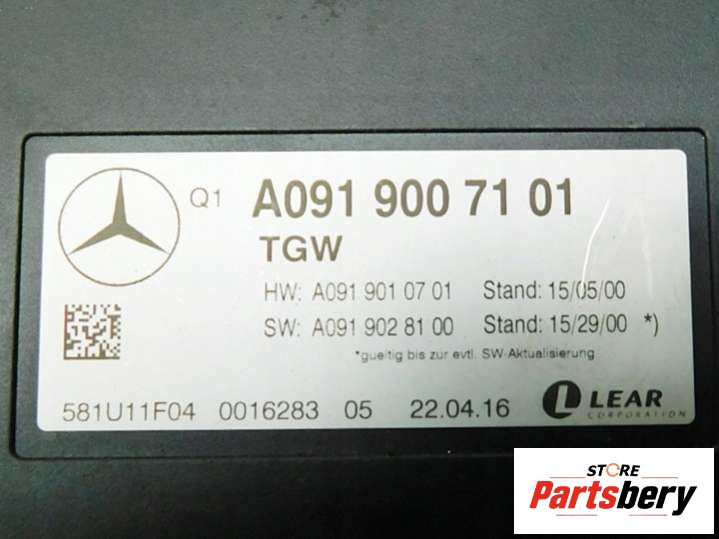 Q1 A091 900 71 01
TGW
HW: A091 901 07 01 Stand: 15/05/00
SW: A091 902 81 00 Stand: 15/29/00 *)
*gueitig bis zur evtl. SW-Aktualisierung
581U11F04 0016283 05 22.04.16 LEAR
CORPORATION
STORE
Partsbery